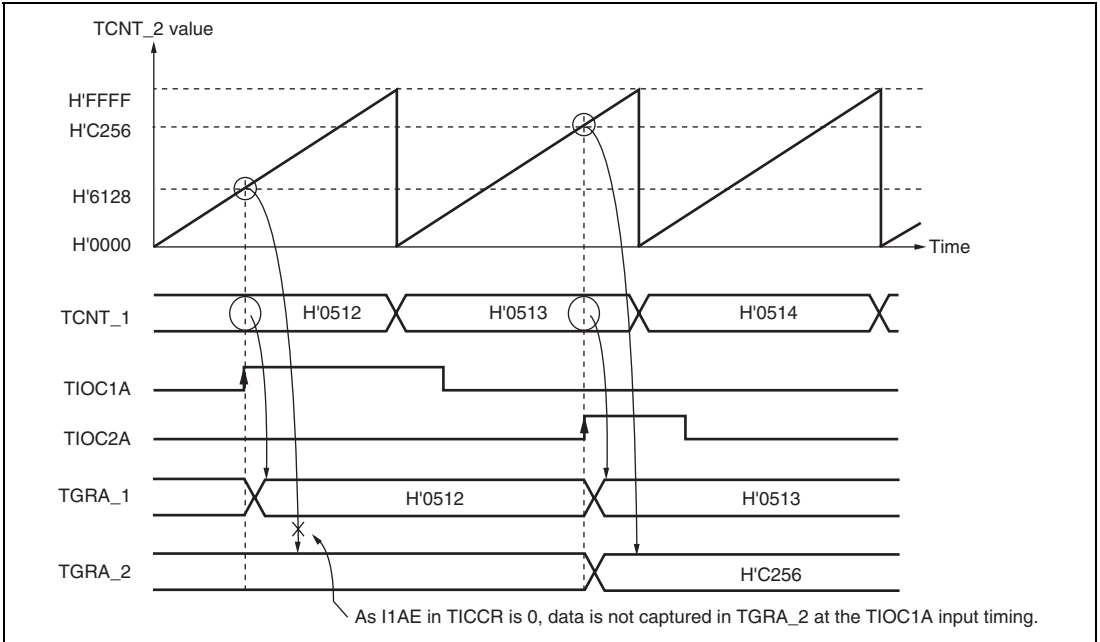 TCNT_2 value
H'FFFF
H'C256
H'6128
H'0000
Time
TCNT_1
H'0512
H'0513
H'0514
TIOC1A
TIOC2A
TGRA_1
H'0512
H'0513
TGRA_2
H'C256
As I1AE in TICCR is 0, data is not captured in TGRA_2 at the TIOC1A input timing.